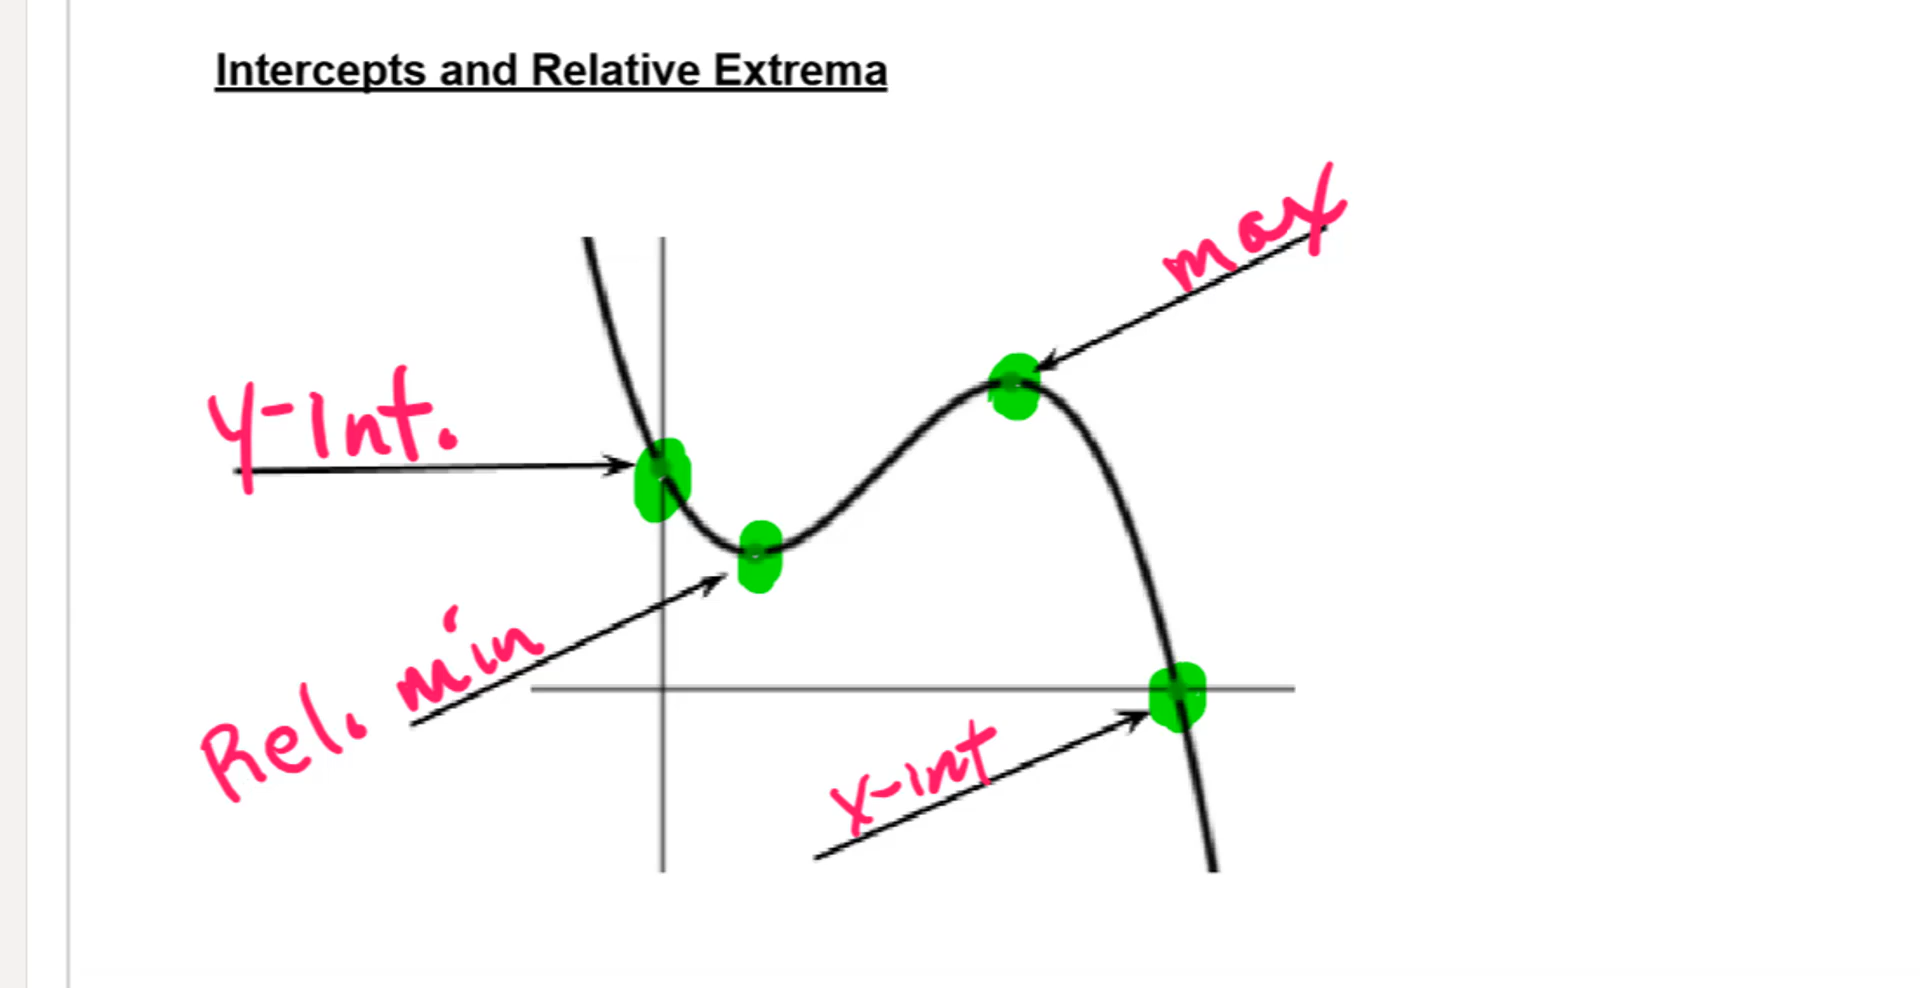 Intercepts and Relative Extrema
max
Y-Int.
Rel. min
X-int